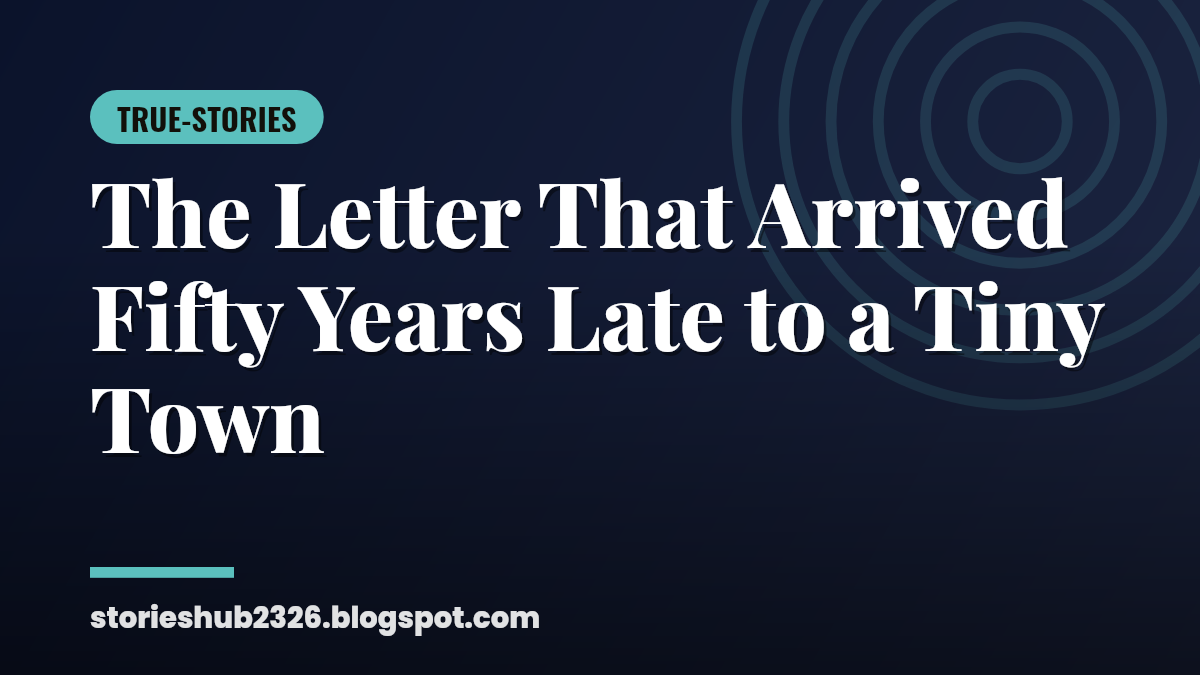 TRUE-STORIES
The Letter That Arrived
Fifty Years Late to a Tiny
Town
storieshub2326.blogspot.com